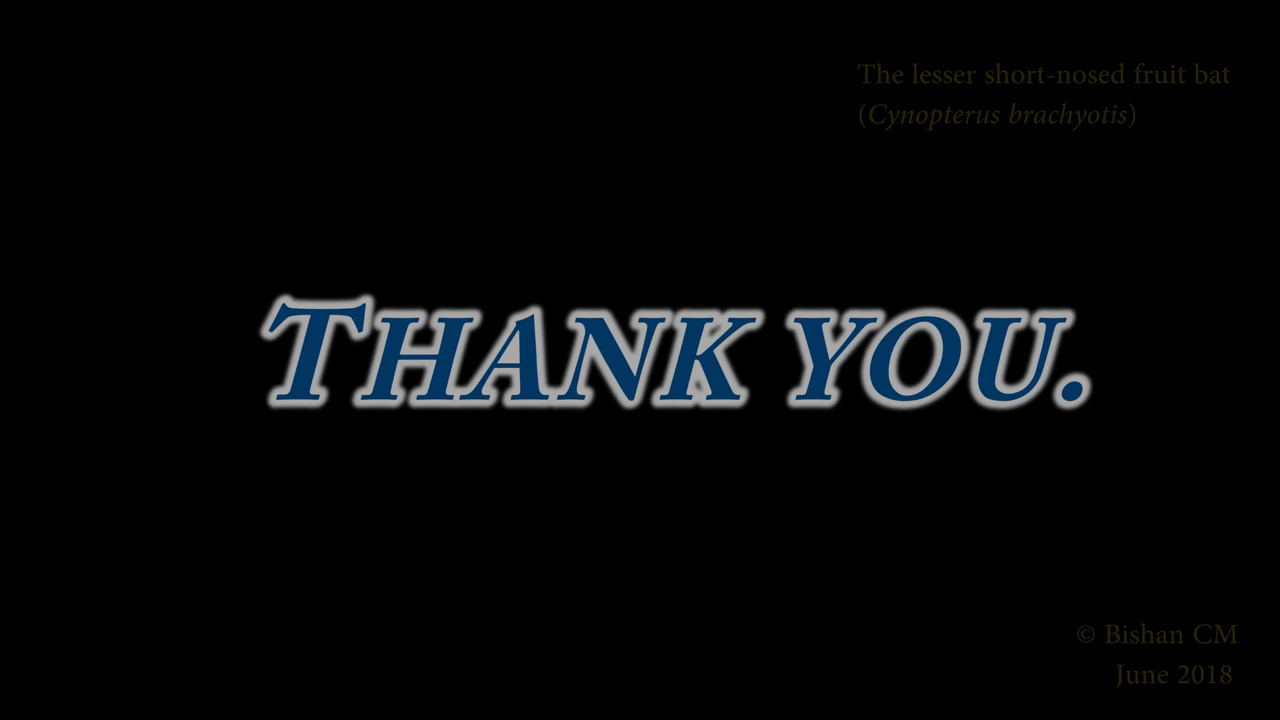 The lesser short-nosed fruit bat
(Cynopterus brachyotis)
THANK YOU.
© Bishan CM
June 2018